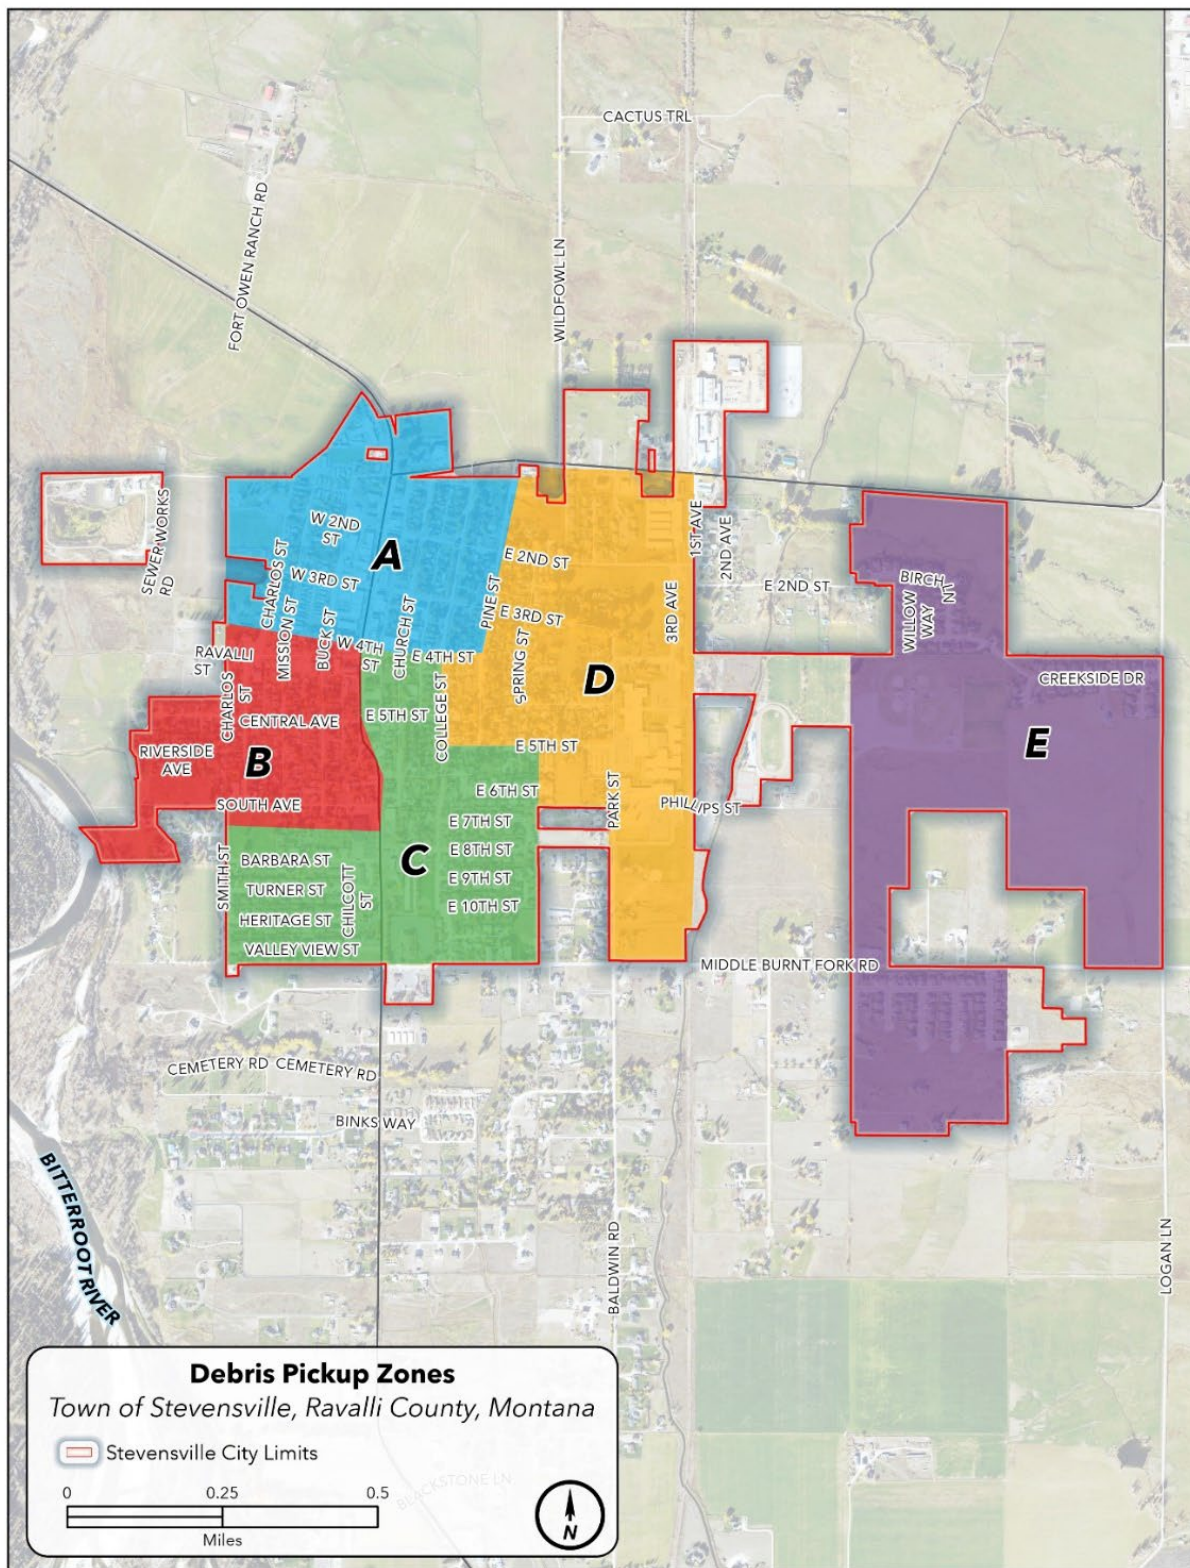 CACTUS TRL
FORT OWEN RANCH RD
WILDFOWL LN
SEWER WORKS
RD
W 2ND
ST
A
CHARLOS ST
W 3RD ST
MISSION ST
BUCK ST
W 4TH
ST
CHURCH ST
E 4TH ST
PINE ST
E 2ND ST
E 3RD ST
SPRING ST
1ST AVE
2ND AVE
3RD AVE
E 2ND ST
BIRCH
LN
WILLOW
WAY
RAVALLI
ST
CHARLOS
ST
CENTRAL AVE
E 5TH ST
COLLEGE ST
D
CREEKSIDE DR
RIVERSIDE
AVE
B
E 5TH ST
E
SOUTH AVE
E 6TH ST
PARK ST
PHILLIPS ST
E 7TH ST
SMITH ST
BARBARA ST
C
E 8TH ST
TURNER ST
CHILCOTT
ST
E 9TH ST
HERITAGE ST
E 10TH ST
VALLEY VIEW ST
MIDDLE BURNT FORK RD
CEMETERY RD
CEMETERY RD
BINKS WAY
BITTERROOT RIVER
BALDWIN RD
LOGAN LN
Debris Pickup Zones
Town of Stevensville, Ravalli County, Montana
Stevensville City Limits
0
0.25
0.5
Miles
BLACKSTONE LN
N